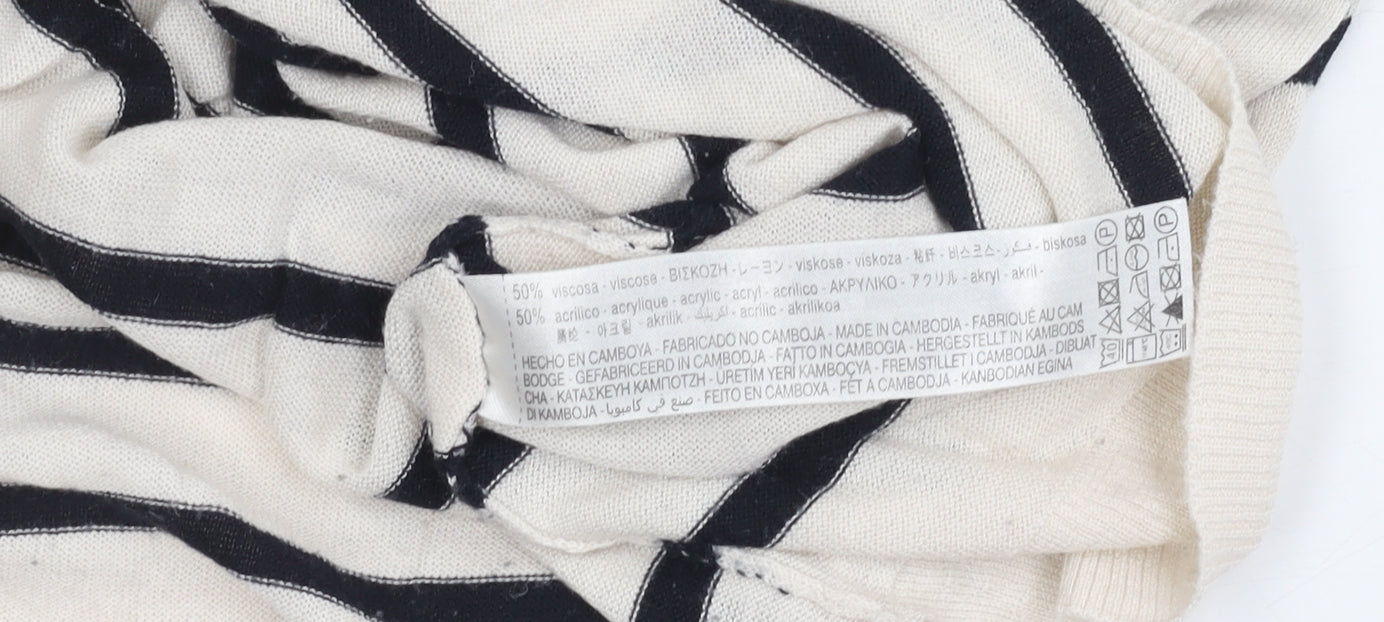 50% viscosa - viscose - ΒΙΣΚΟΖΗ - レーヨン - viskose - viskoza - 粘纤 - 비스코스 - فسكوز - biskosa
50% acrilico - acrylique - acrylic - acryl - acrilico - ΑΚΡΥΛΙΚΟ - アクリル - akryl - akril -
腈纶 - 아크릴 - akrilik - اكريليك - acrilic - akrilikoa
HECHO EN CAMBOYA - FABRICADO NO CAMBOJA - MADE IN CAMBODIA - FABRIQUÉ AU CAM
BODGE - GEFABRICEERD IN CAMBODJA - FATTO IN CAMBOGIA - HERGESTELLT IN KAMBODS
CHA - ΚΑΤΑΣΚΕΥΗ ΚΑΜΠΟΤΖΗ - ÜRETİM YERİ KAMBOÇYA - FREMSTILLET I CAMBODJA - DIBUAT
DI KAMBOJA - صنع في كامبوديا - FEITO EN CAMBOXA - FET A CAMBODJA - KANBODIAN EGINA
40
P
P